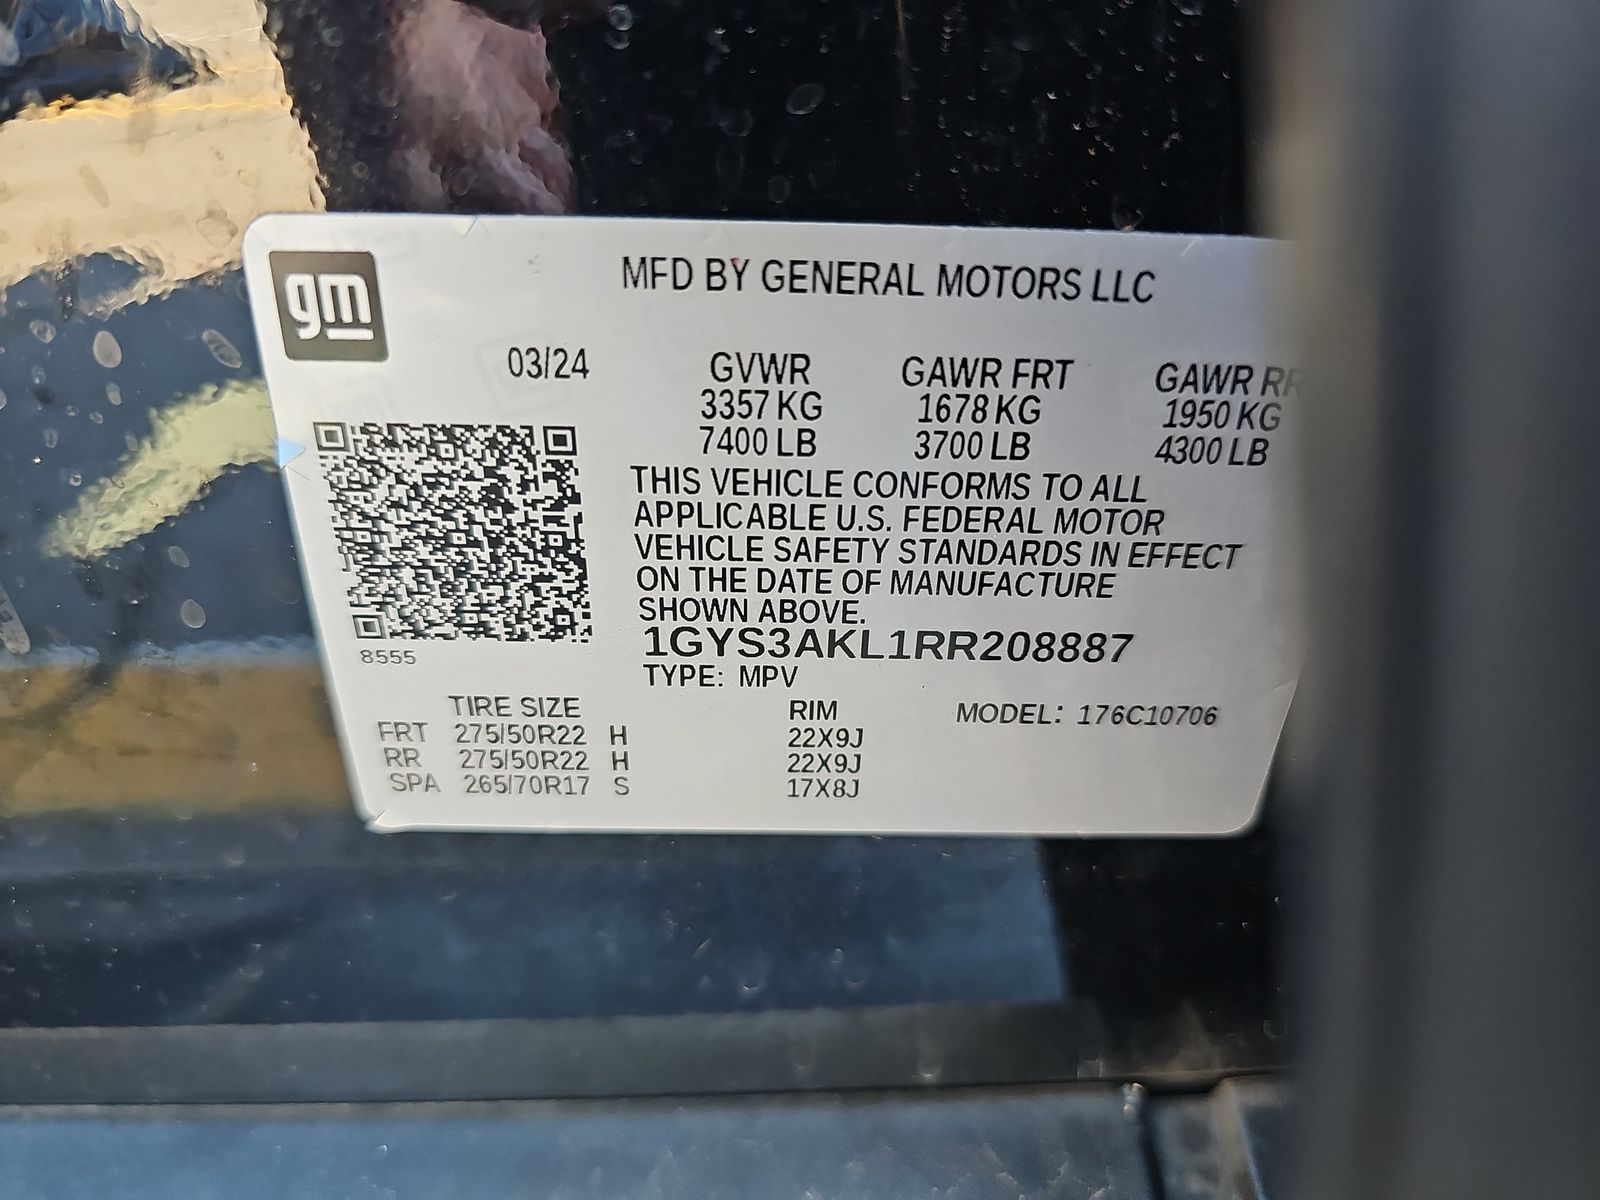 gm
MFD BY GENERAL MOTORS LLC
03/24 GVWR GAWR FRT GAWR RR
3357 KG 1678 KG 1950 KG
7400 LB 3700 LB 4300 LB
THIS VEHICLE CONFORMS TO ALL
APPLICABLE U.S. FEDERAL MOTOR
VEHICLE SAFETY STANDARDS IN EFFECT
ON THE DATE OF MANUFACTURE
SHOWN ABOVE.
1GYS3AKL1RR208887
8555
TYPE: MPV
TIRE SIZE RIM MODEL: 176C10706
FRT 275/50R22 H 22X9J
RR 275/50R22 H 22X9J
SPA 265/70R17 S 17X8J